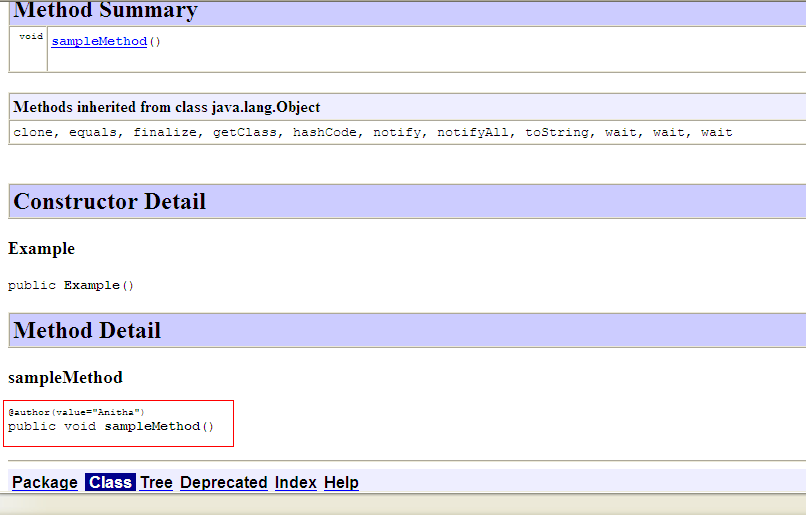 Method Summary
void sampleMethod()
Methods inherited from class java.lang.Object
clone, equals, finalize, getClass, hashCode, notify, notifyAll, toString, wait, wait, wait
Constructor Detail
Example
public Example()
Method Detail
sampleMethod
@author(value="Anitha")
public void sampleMethod()
Package Class Tree Deprecated Index Help